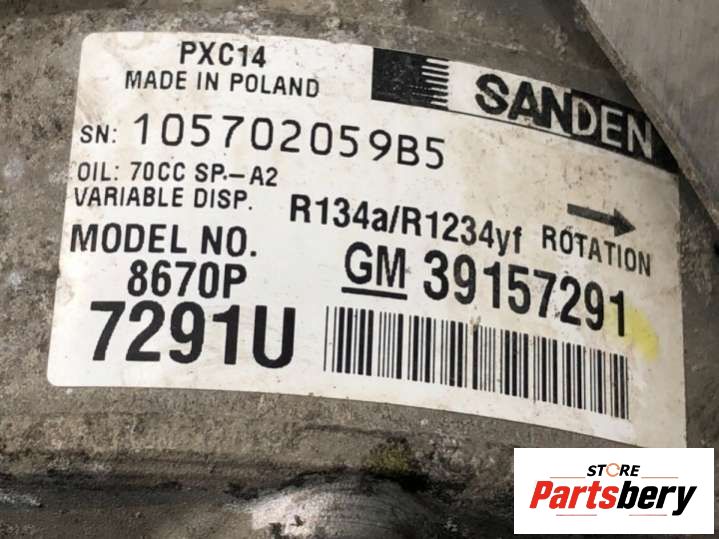 PXC14
MADE IN POLAND
SANDEN
SN: 105702059B5
OIL: 70CC SP.-A2
VARIABLE DISP.
R134a/R1234yf ROTATION
MODEL NO.
8670P
GM 39157291
7291U
STORE
Partsbery